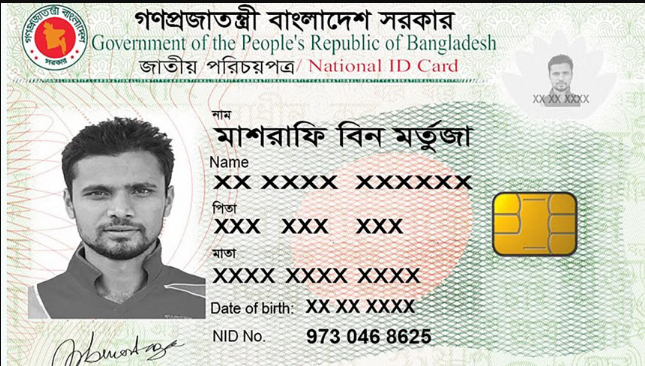 গণপ্রজাতন্ত্রী বাংলাদেশ সরকার
Government of the People's Republic of Bangladesh
জাতীয় পরিচয়পত্র / National ID Card
XX XX XXXX
নাম
মাশরাফি বিন মর্তুজা
Name
XX XXXX XXXXXX
পিতা
XXX XXX XXX
মাতা
XXXX XXXX XXXX
Date of birth: XX XX XXXX
NID No. 973 046 8625